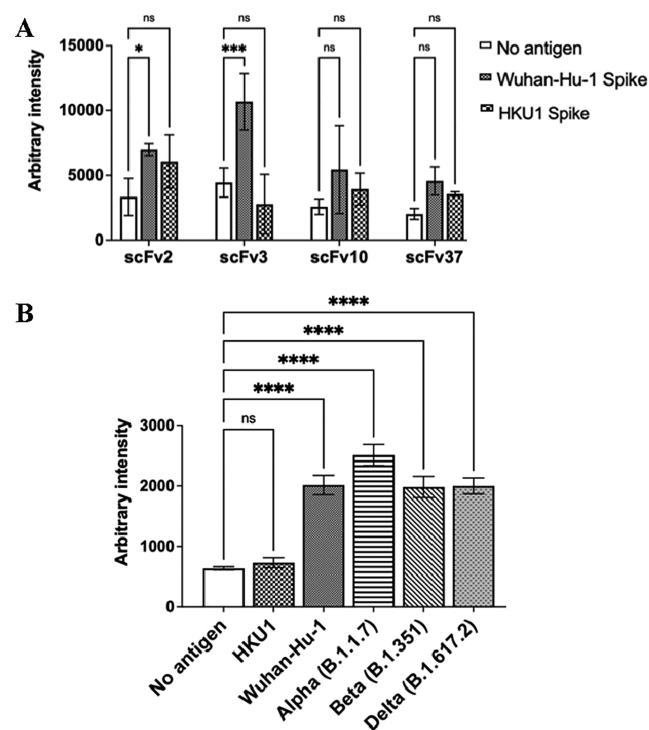 A
ns
ns
ns
ns
*
***
ns
ns
No antigen
Wuhan-Hu-1 Spike
HKU1 Spike
Arbitrary intensity
15000
10000
5000
0
scFv2
scFv3
scFv10
scFv37
B
****
****
****
****
ns
Arbitrary intensity
3000
2000
1000
0
No antigen
HKU1
Wuhan-Hu-1
Alpha (B.1.1.7)
Beta (B.1.351)
Delta (B.1.617.2)